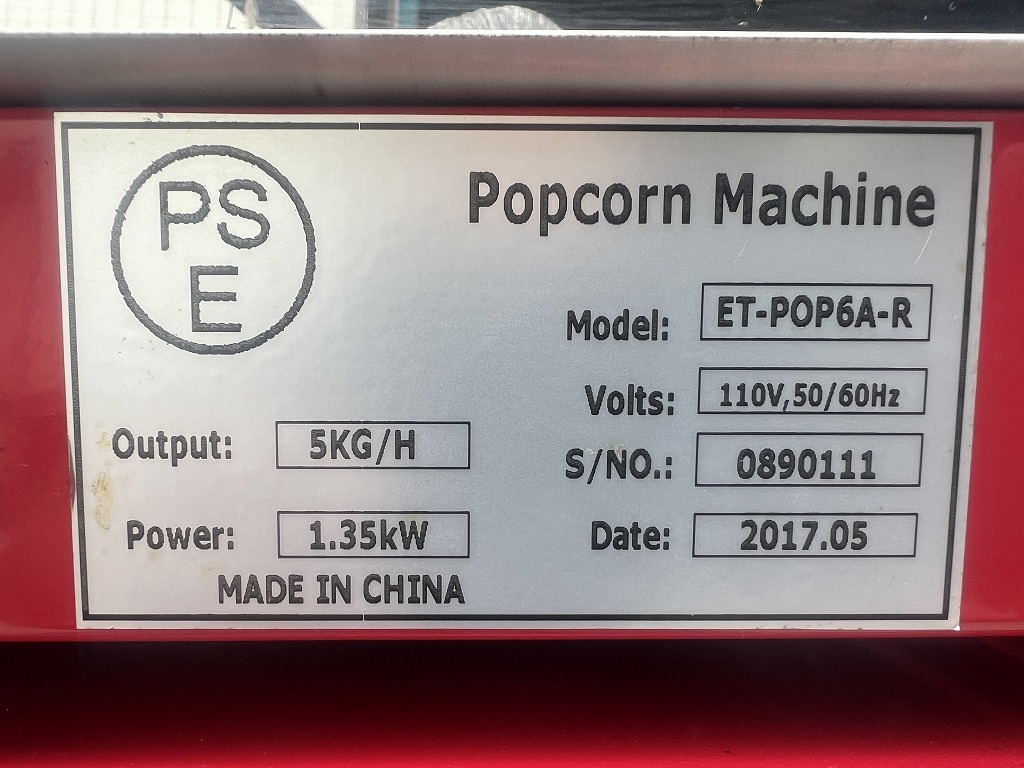 PS
E
Popcorn Machine
Model: ET-POP6A-R
Volts: 110V,50/60Hz
Output: 5KG/H
S/NO.: 0890111
Power: 1.35kW
Date: 2017.05
MADE IN CHINA